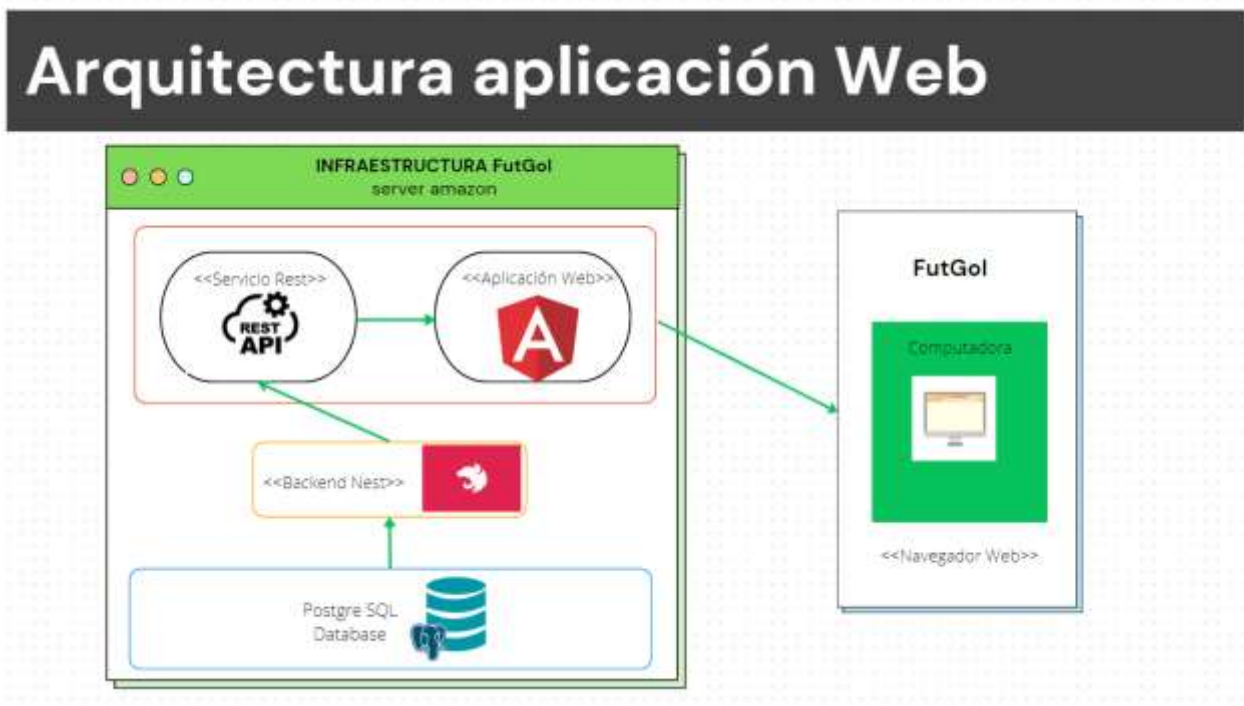 Arquitectura aplicación Web
INFRAESTRUCTURA FutGol
server amazon
<<Servicio Rest>>
REST
API
<<Aplicación Web>>
A
<<Backend Nest>>
Postgre SQL
Database
FutGol
Computadora
<<Navegador Web>>